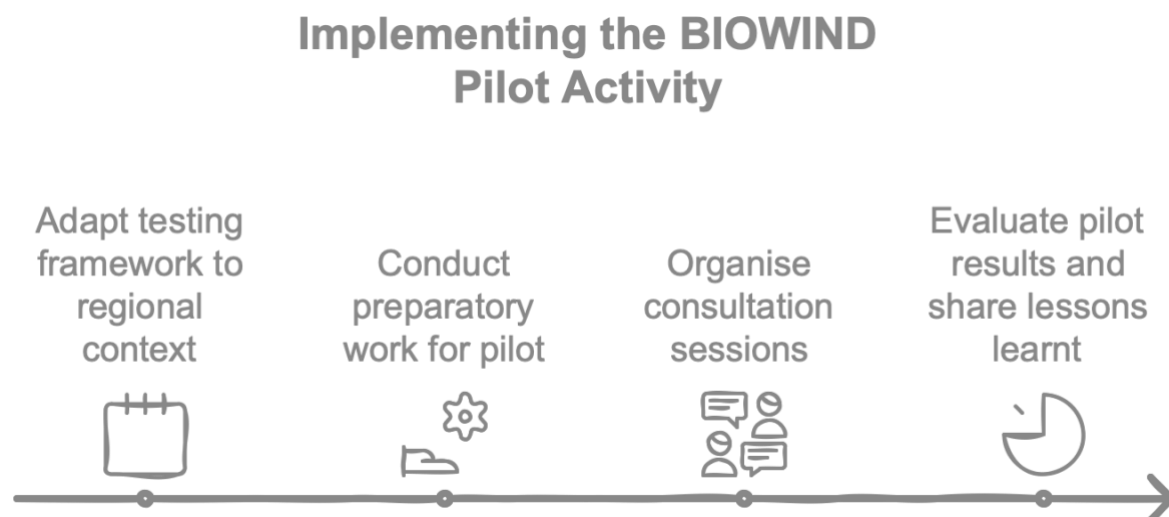 Implementing the BIOWIND
Pilot Activity
Adapt testing
framework to
regional
context
Conduct
preparatory
work for pilot
Organise
consultation
sessions
Evaluate pilot
results and
share lessons
learnt